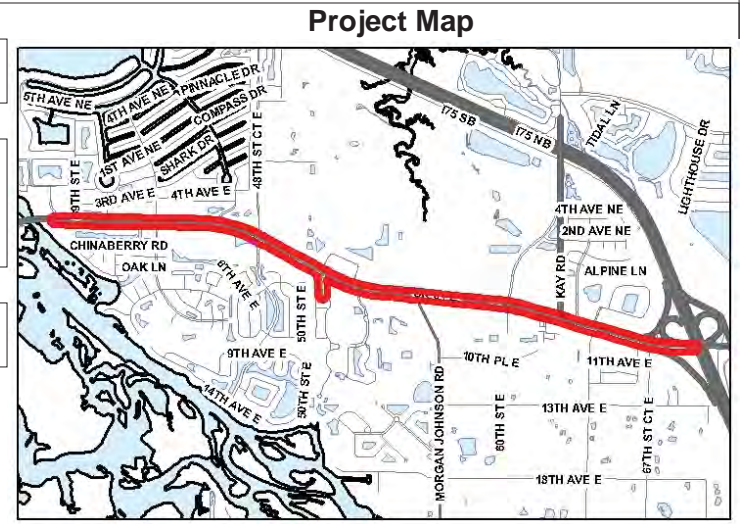 Project Map
5TH AVE NE
4TH AVE NE
PINNACLE DR
COMPASS DR
1ST AVE NE
SHARK DR
48TH ST CT E
3RD AVE E
4TH AVE E
CHINABERRY RD
OAK LN
6TH AVE E
50TH ST E
9TH AVE E
50TH ST E
14TH AVE E
I75 SB
I75 NB
TIDAL LN
LIGHTHOUSE DR
4TH AVE NE
2ND AVE NE
KAY RD
ALPINE LN
MORGAN JOHNSON RD
10TH PL E
11TH AVE E
60TH ST E
13TH AVE E
67TH ST CT E